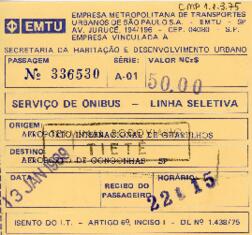 CMP 1.2.3.75
EMTU EMPRESA METROPOLITANA DE TRANSPORTES
URBANOS DE SÃO PAULO S.A. - EMTU - SP
AV. JURUCÊ, 194/196 - CEP. 04080 - S.P.
EMPRESA VINCULADA À
SECRETARIA DA HABITAÇÃO E DESENVOLVIMENTO URBANO
PASSAGEM SÉRIE: VALOR NCz$
Nº 336530 A-01 50.00
SERVIÇO DE ÔNIBUS - LINHA SELETIVA
ORIGEM:
AEROPORTO INTERNACIONAL DE GUARULHOS
TIETÊ
DESTINO:
AEROPORTO DE CONGONHAS - SP
DATA HORÁRIO:
13 JAN 1989 22 15
RECIBO DO
PASSAGEIRO
ISENTO DO I.T. - ARTIGO 6º, INCISO I - DL Nº 1.438/75